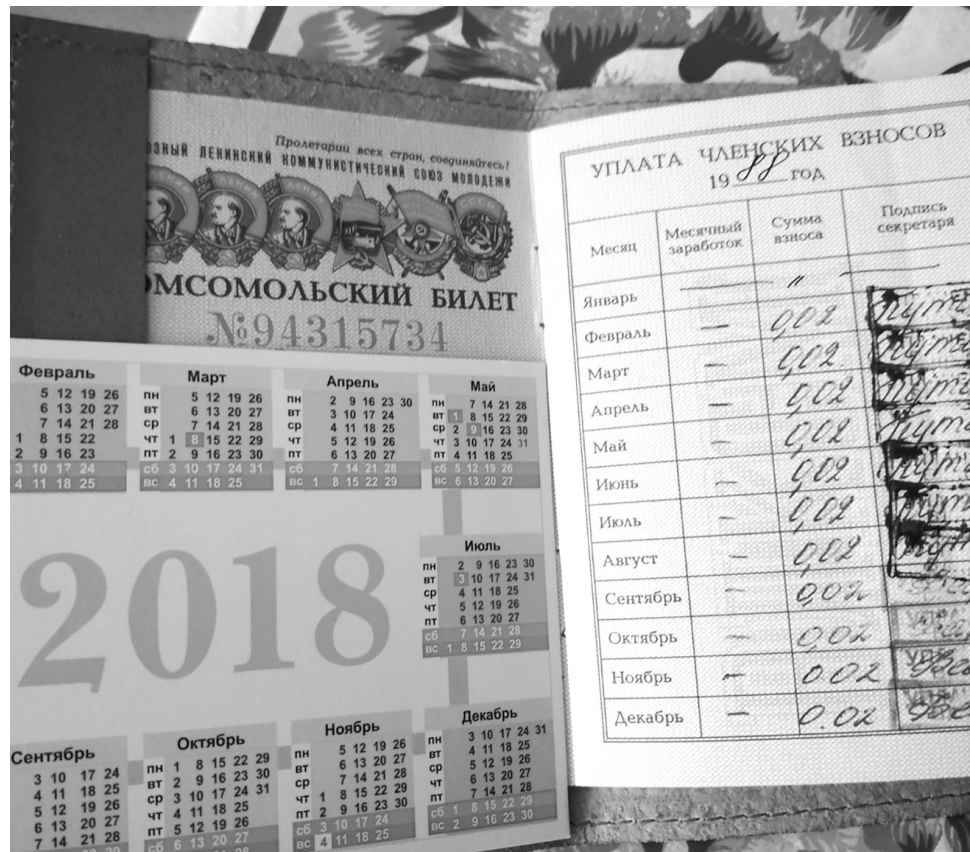 Пролетарии всех стран, соединяйтесь!
ЛЕНИНСКИЙ КОММУНИСТИЧЕСКИЙ СОЮЗ МОЛОДЕЖИ
ОМСОМОЛЬСКИЙ БИЛЕТ
№94315734
Февраль
5 12 19 26
6 13 20 27
7 14 21 28
1 8 15 22
2 9 16 23
3 10 17 24
4 11 18 25
Март
пн 5 12 19 26
вт 6 13 20 27
ср 7 14 21 28
чт 1 8 15 22 29
пт 2 9 16 23 30
сб 3 10 17 24 31
вс 4 11 18 25
Апрель
пн 2 9 16 23 30
вт 3 10 17 24
ср 4 11 18 25
чт 5 12 19 26
пт 6 13 20 27
сб 7 14 21 28
вс 1 8 15 22 29
Май
пн 7 14 21 28
вт 1 8 15 22 29
ср 2 9 16 23 30
чт 3 10 17 24 31
пт 4 11 18 25
сб 5 12 19 26
вс 6 13 20 27
2018
Июль
пн 2 9 16 23 30
вт 3 10 17 24 31
ср 4 11 18 25
чт 5 12 19 26
пт 6 13 20 27
сб 7 14 21 28
вс 1 8 15 22 29
Сентябрь
3 10 17 24
4 11 18 25
5 12 19 26
6 13 20 27
7 14 21 28
Октябрь
пн 1 8 15 22 29
вт 2 9 16 23 30
ср 3 10 17 24 31
чт 4 11 18 25
пт 5 12 19 26
сб 6 13 20 27
Ноябрь
пн 5 12 19 26
вт 6 13 20 27
ср 7 14 21 28
чт 1 8 15 22 29
пт 2 9 16 23 30
сб 3 10 17 24
вс 4 11 18 25
Декабрь
пн 3 10 17 24 31
вт 4 11 18 25
ср 5 12 19 26
чт 6 13 20 27
пт 7 14 21 28
сб 1 8 15 22 29
вс 2 9 16 23 30
УПЛАТА ЧЛЕНСКИХ ВЗНОСОВ
1988 год
Месяц Месячный заработок Сумма взноса Подпись секретаря
Январь — " —
Февраль — 0,02
Март — 0,02
Апрель — 0,02
Май — 0,02
Июнь — 0,02
Июль — 0,02
Август — 0,02
Сентябрь — 0,02
Октябрь — 0,02
Ноябрь — 0.02
Декабрь — 0.02